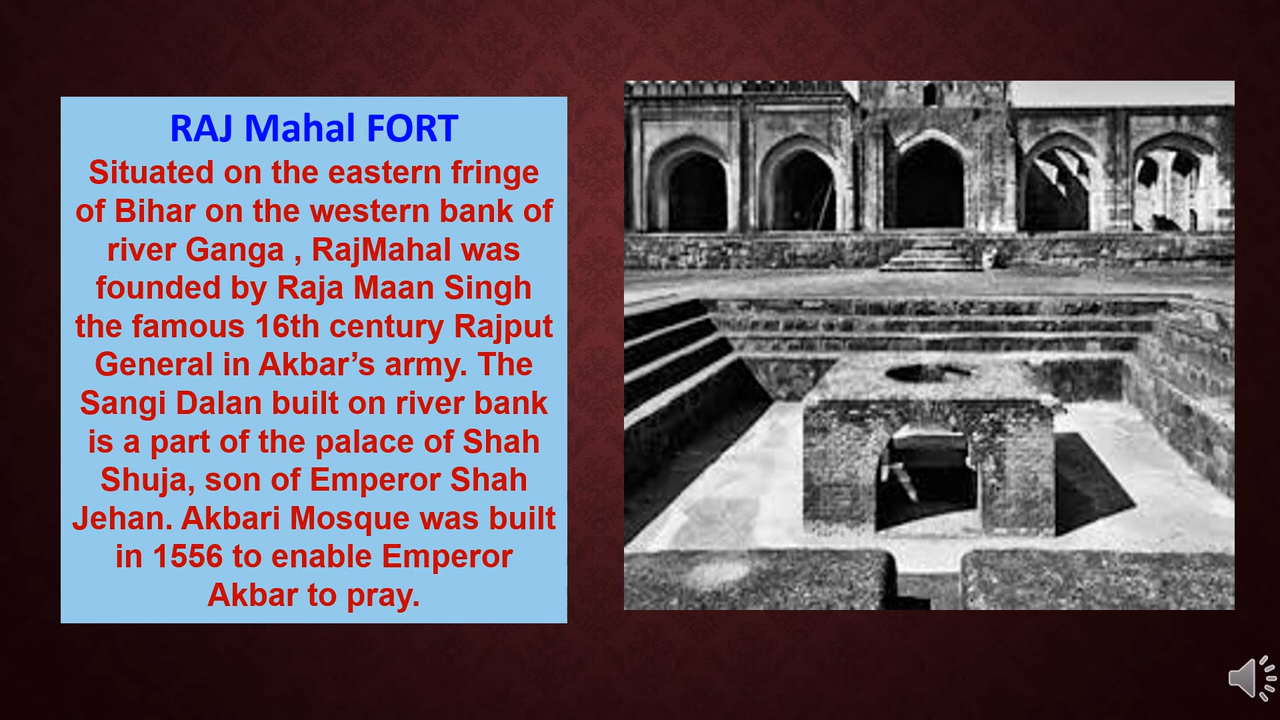 RAJ Mahal FORT
Situated on the eastern fringe
of Bihar on the western bank of
river Ganga , RajMahal was
founded by Raja Maan Singh
the famous 16th century Rajput
General in Akbar’s army. The
Sangi Dalan built on river bank
is a part of the palace of Shah
Shuja, son of Emperor Shah
Jehan. Akbari Mosque was built
in 1556 to enable Emperor
Akbar to pray.